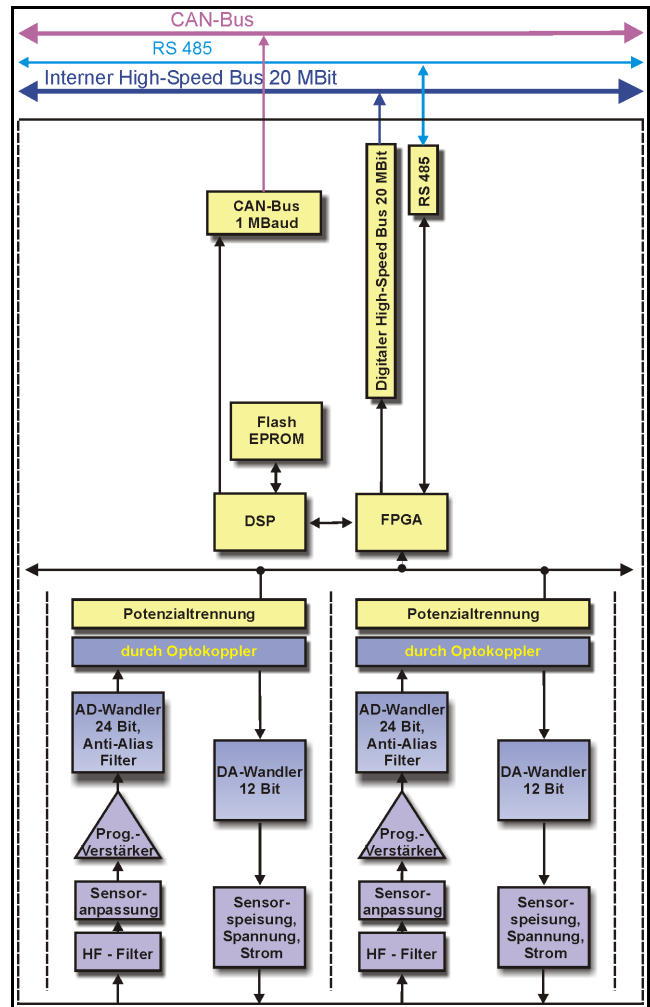 CAN-Bus
RS 485
Interner High-Speed Bus 20 MBit
CAN-Bus
1 MBaud
Digitaler High-Speed Bus 20 MBit
RS 485
Flash
EPROM
DSP
FPGA
Potenzialtrennung
durch Optokoppler
AD-Wandler
24 Bit,
Anti-Alias
Filter
DA-Wandler
12 Bit
Prog.-
Verstärker
Sensor-
anpassung
HF - Filter
Sensor-
speisung,
Spannung,
Strom
Potenzialtrennung
durch Optokoppler
AD-Wandler
24 Bit,
Anti-Alias
Filter
DA-Wandler
12 Bit
Prog.-
Verstärker
Sensor-
anpassung
HF - Filter
Sensor-
speisung,
Spannung,
Strom